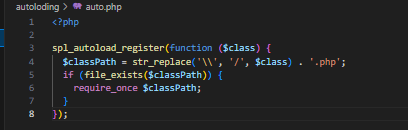 autoloding > auto.php
1 <?php
2
3 spl_autoload_register(function ($class) {
4   $classPath = str_replace('\\', '/', $class) . '.php';
5   if (file_exists($classPath)) {
6     require_once $classPath;
7   }
8 });